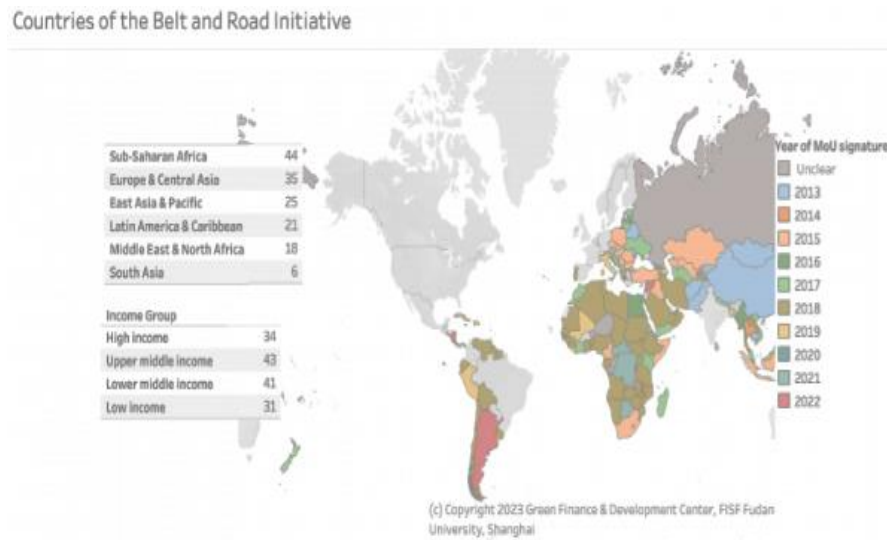 Countries of the Belt and Road Initiative
Sub-Saharan Africa 44
Europe & Central Asia 35
East Asia & Pacific 25
Latin America & Caribbean 21
Middle East & North Africa 18
South Asia 6
Income Group
High income 34
Upper middle income 43
Lower middle income 41
Low income 31
Year of MoU signature
Unclear
2013
2014
2015
2016
2017
2018
2019
2020
2021
2022
(c) Copyright 2023 Green Finance & Development Center, FISF Fudan
University, Shanghai